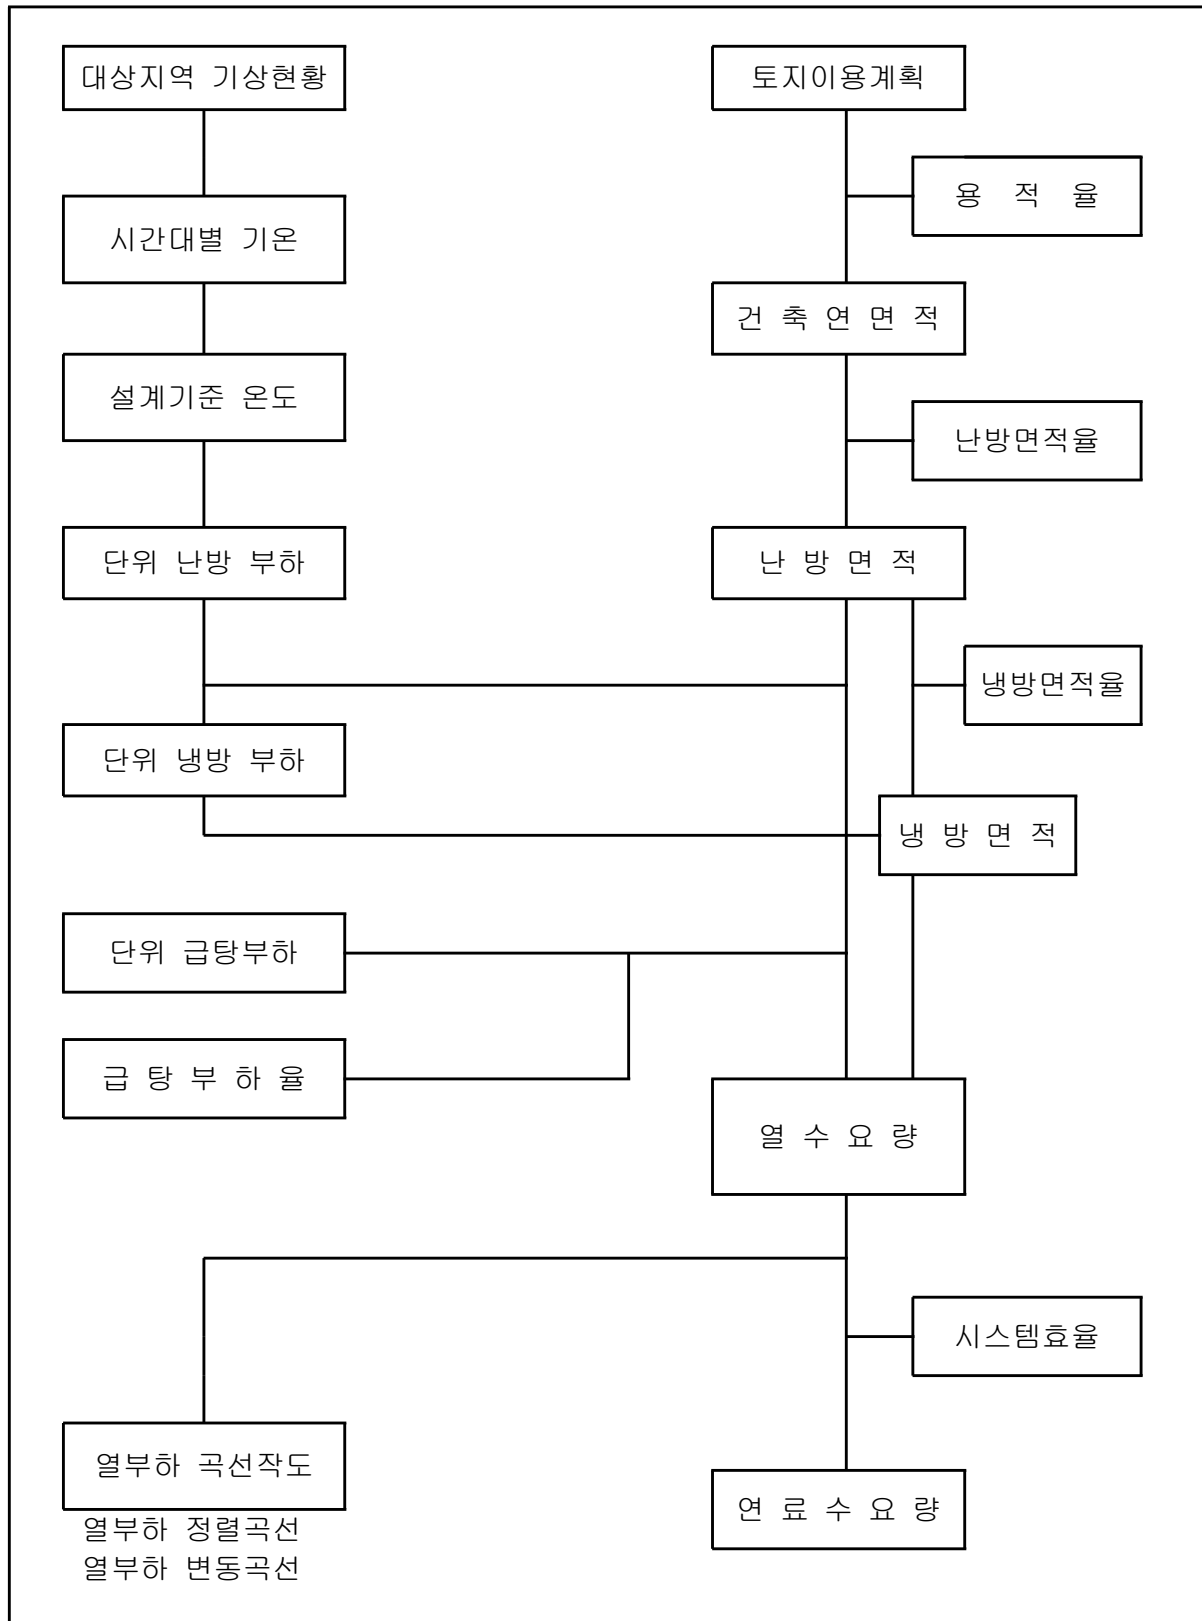 대상지역 기상현황
토지이용계획
용 적 율
시간대별 기온
건 축 연 면 적
설계기준 온도
난방면적율
단위 난방 부하
난 방 면 적
냉방면적율
단위 냉방 부하
냉 방 면 적
단위 급탕부하
급 탕 부 하 율
열 수 요 량
시스템효율
열부하 곡선작도
연 료 수 요 량
열부하 정렬곡선
열부하 변동곡선